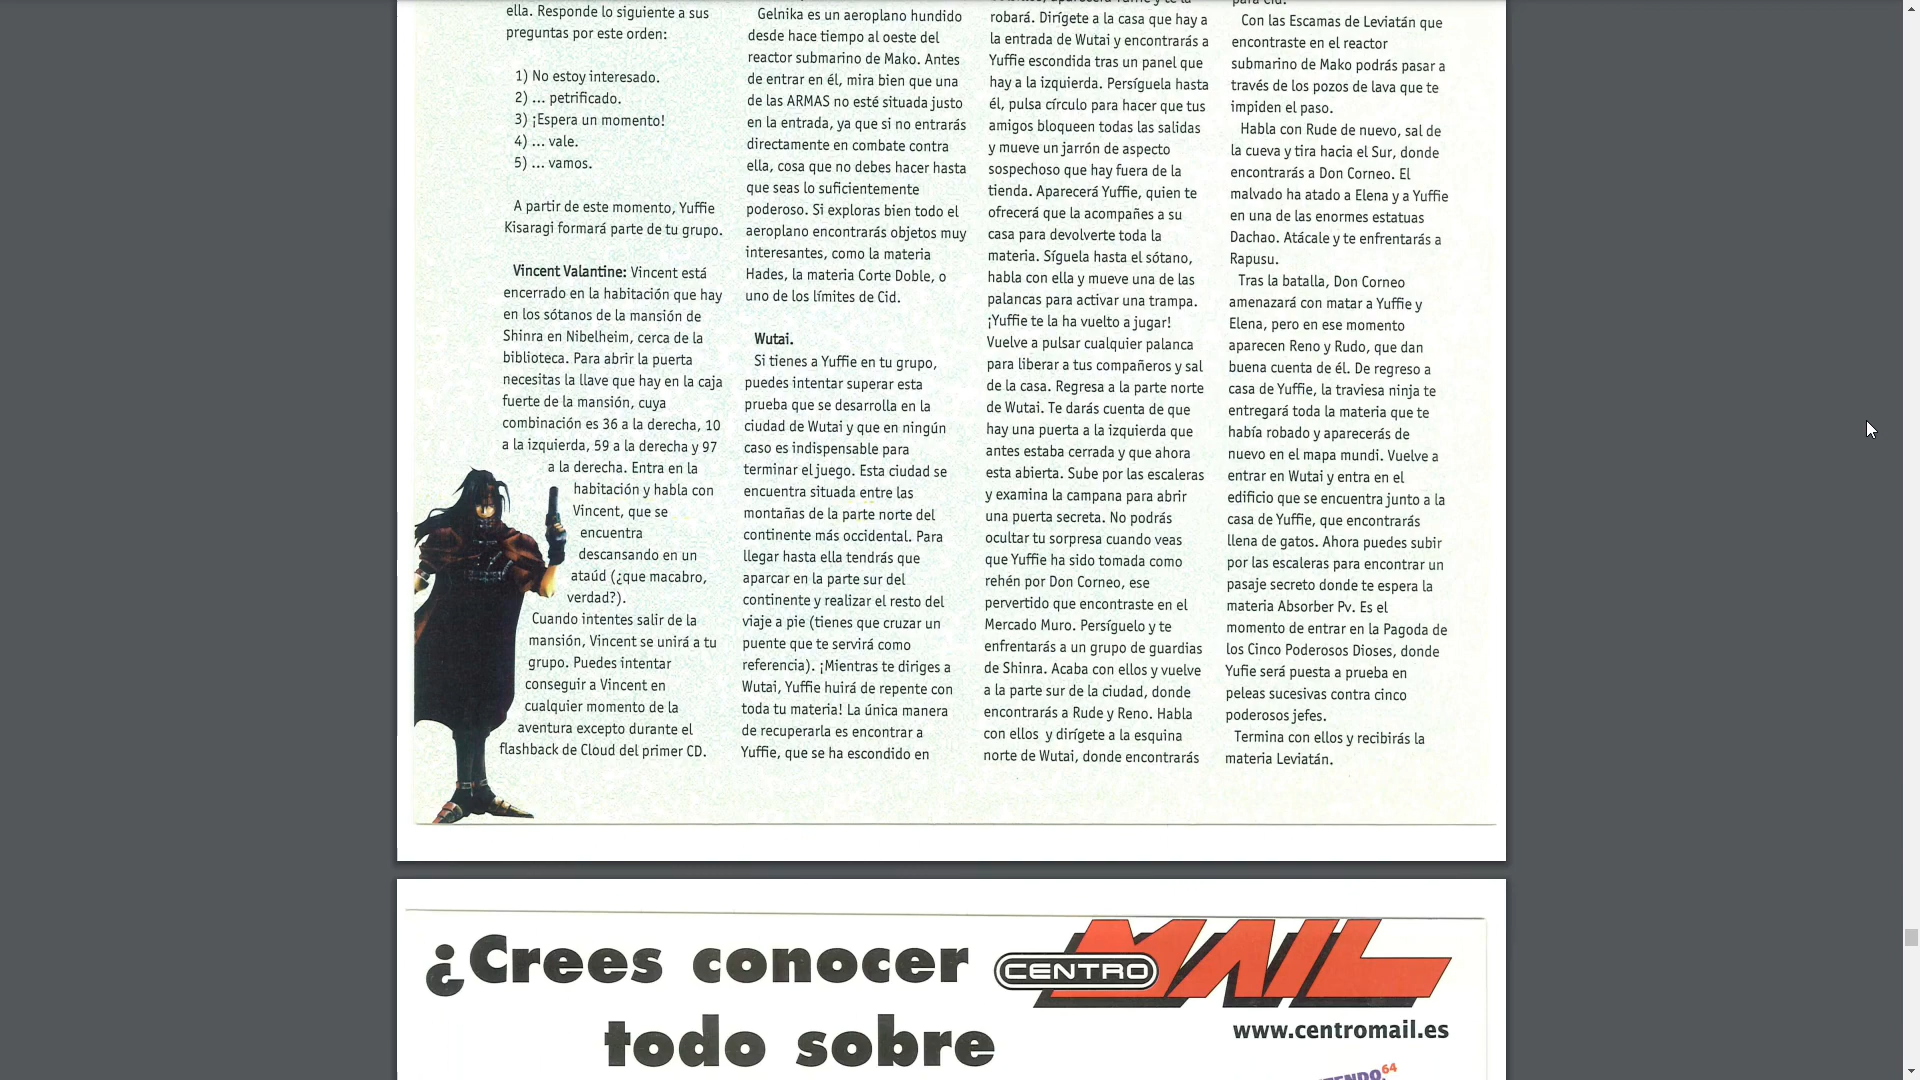 ella. Responde lo siguiente a sus
preguntas por este orden:
1) No estoy interesado.
2) ... petrificado.
3) ¡Espera un momento!
4) ... vale.
5) ... vamos.
A partir de este momento, Yuffie
Kisaragi formará parte de tu grupo.
Vincent Valantine: Vincent está
encerrado en la habitación que hay
en los sótanos de la mansión de
Shinra en Nibelheim, cerca de la
biblioteca. Para abrir la puerta
necesitas la llave que hay en la caja
fuerte de la mansión, cuya
combinación es 36 a la derecha, 10
a la izquierda, 59 a la derecha y 97
a la derecha. Entra en la
habitación y habla con
Vincent, que se
encuentra
descansando en un
ataúd (¿que macabro,
verdad?).
Cuando intentes salir de la
mansión, Vincent se unirá a tu
grupo. Puedes intentar
conseguir a Vincent en
cualquier momento de la
aventura excepto durante el
flashback de Cloud del primer CD.
Gelnika es un aeroplano hundido
desde hace tiempo al oeste del
reactor submarino de Mako. Antes
de entrar en él, mira bien que una
de las ARMAS no esté situada justo
en la entrada, ya que si no entrarás
directamente en combate contra
ella, cosa que no debes hacer hasta
que seas lo suficientemente
poderoso. Si exploras bien todo el
aeroplano encontrarás objetos muy
interesantes, como la materia
Hades, la materia Corte Doble, o
uno de los límites de Cid.
Wutai.
Si tienes a Yuffie en tu grupo,
puedes intentar superar esta
prueba que se desarrolla en la
ciudad de Wutai y que en ningún
caso es indispensable para
terminar el juego. Esta ciudad se
encuentra situada entre las
montañas de la parte norte del
continente más occidental. Para
llegar hasta ella tendrás que
aparcar en la parte sur del
continente y realizar el resto del
viaje a pie (tienes que cruzar un
puente que te servirá como
referencia). ¡Mientras te diriges a
Wutai, Yuffie huirá de repente con
toda tu materia! La única manera
de recuperarla es encontrar a
Yuffie, que se ha escondido en
robará. Dirígete a la casa que hay a
la entrada de Wutai y encontrarás a
Yuffie escondida tras un panel que
hay a la izquierda. Persíguela hasta
él, pulsa círculo para hacer que tus
amigos bloqueen todas las salidas
y mueve un jarrón de aspecto
sospechoso que hay fuera de la
tienda. Aparecerá Yuffie, quien te
ofrecerá que la acompañes a su
casa para devolverte toda la
materia. Síguela hasta el sótano,
habla con ella y mueve una de las
palancas para activar una trampa.
¡Yuffie te la ha vuelto a jugar!
Vuelve a pulsar cualquier palanca
para liberar a tus compañeros y sal
de la casa. Regresa a la parte norte
de Wutai. Te darás cuenta de que
hay una puerta a la izquierda que
antes estaba cerrada y que ahora
esta abierta. Sube por las escaleras
y examina la campana para abrir
una puerta secreta. No podrás
ocultar tu sorpresa cuando veas
que Yuffie ha sido tomada como
rehén por Don Corneo, ese
pervertido que encontraste en el
Mercado Muro. Persíguelo y te
enfrentarás a un grupo de guardias
de Shinra. Acaba con ellos y vuelve
a la parte sur de la ciudad, donde
encontrarás a Rude y Reno. Habla
con ellos y dirígete a la esquina
norte de Wutai, donde encontrarás
para Cid.
Con las Escamas de Leviatán que
encontraste en el reactor
submarino de Mako podrás pasar a
través de los pozos de lava que te
impiden el paso.
Habla con Rude de nuevo, sal de
la cueva y tira hacia el Sur, donde
encontrarás a Don Corneo. El
malvado ha atado a Elena y a Yuffie
en una de las enormes estatuas
Dachao. Atácale y te enfrentarás a
Rapusu.
Tras la batalla, Don Corneo
amenazará con matar a Yuffie y
Elena, pero en ese momento
aparecen Reno y Rudo, que dan
buena cuenta de él. De regreso a
casa de Yuffie, la traviesa ninja te
entregará toda la materia que te
había robado y aparecerás de
nuevo en el mapa mundi. Vuelve a
entrar en Wutai y entra en el
edificio que se encuentra junto a la
casa de Yuffie, que encontrarás
llena de gatos. Ahora puedes subir
por las escaleras para encontrar un
pasaje secreto donde te espera la
materia Absorber Pv. Es el
momento de entrar en la Pagoda de
los Cinco Poderosos Dioses, donde
Yufie será puesta a prueba en
peleas sucesivas contra cinco
poderosos jefes.
Termina con ellos y recibirás la
materia Leviatán.
¿Crees conocer
todo sobre
CENTRO MAIL
www.centromail.es
64